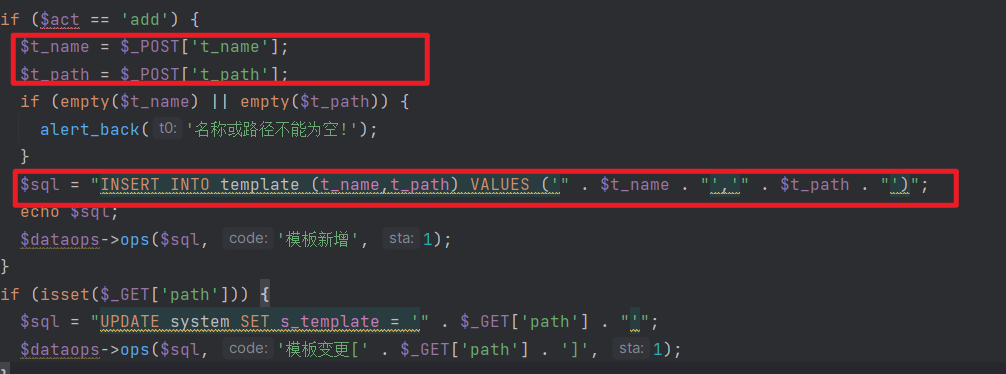 if ($act == 'add') {
$t_name = $_POST['t_name'];
$t_path = $_POST['t_path'];
if (empty($t_name) || empty($t_path)) {
alert_back( t0: '名称或路径不能为空!');
}
$sql = "INSERT INTO template (t_name,t_path) VALUES ('" . $t_name . "','" . $t_path . "')";
echo $sql;
$dataops->ops($sql, code: '模板新增', sta: 1);
}
if (isset($_GET['path'])) {
$sql = "UPDATE system SET s_template = '" . $_GET['path'] . "'";
$dataops->ops($sql, code: '模板变更[' . $_GET['path'] . ']', sta: 1);
}